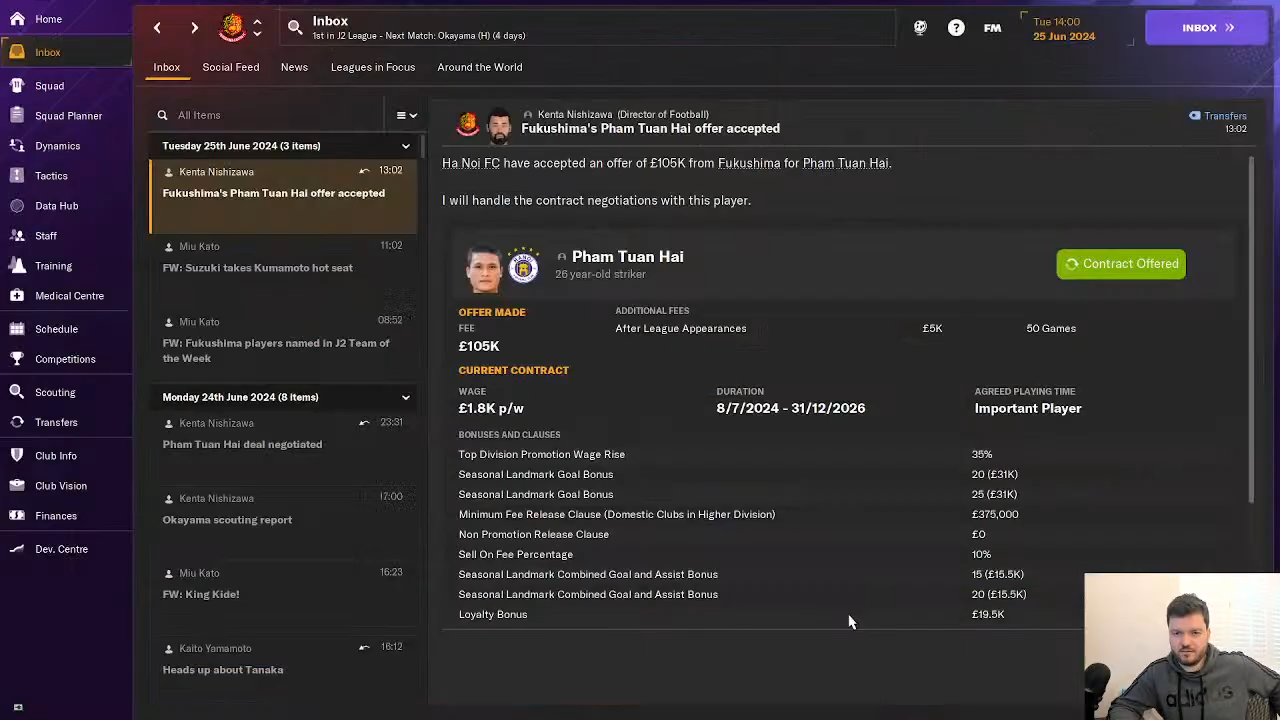 Home
Inbox
Squad
Squad Planner
Dynamics
Tactics
Data Hub
Staff
Training
Medical Centre
Schedule
Competitions
Scouting
Transfers
Club Info
Club Vision
Finances
Dev. Centre
Inbox
1st in J2 League - Next Match: Okayama (H) (4 days)
FM
Tue 14:00
25 Jun 2024
INBOX
Inbox
Social Feed
News
Leagues in Focus
Around the World
All Items
Tuesday 25th June 2024 (3 items)
Kenta Nishizawa 13:02
Fukushima's Pham Tuan Hai offer accepted
Miu Kato 11:02
FW: Suzuki takes Kumamoto hot seat
Miu Kato 08:52
FW: Fukushima players named in J2 Team of
the Week
Monday 24th June 2024 (8 items)
Kenta Nishizawa 23:31
Pham Tuan Hai deal negotiated
Kenta Nishizawa 17:00
Okayama scouting report
Miu Kato 16:23
FW: King Kide!
Kaito Yamamoto 16:12
Heads up about Tanaka
Kenta Nishizawa (Director of Football)
Fukushima's Pham Tuan Hai offer accepted
Transfers
13:02
Ha Noi FC have accepted an offer of £105K from Fukushima for Pham Tuan Hai.
I will handle the contract negotiations with this player.
Pham Tuan Hai
26 year-old striker
Contract Offered
OFFER MADE
FEE
£105K
ADDITIONAL FEES
After League Appearances £5K 50 Games
CURRENT CONTRACT
WAGE
£1.8K p/w
DURATION
8/7/2024 - 31/12/2026
AGREED PLAYING TIME
Important Player
BONUSES AND CLAUSES
Top Division Promotion Wage Rise 35%
Seasonal Landmark Goal Bonus 20 (£31K)
Seasonal Landmark Goal Bonus 25 (£31K)
Minimum Fee Release Clause (Domestic Clubs in Higher Division) £375,000
Non Promotion Release Clause £0
Sell On Fee Percentage 10%
Seasonal Landmark Combined Goal and Assist Bonus 15 (£15.5K)
Seasonal Landmark Combined Goal and Assist Bonus 20 (£15.5K)
Loyalty Bonus £19.5K
adidas